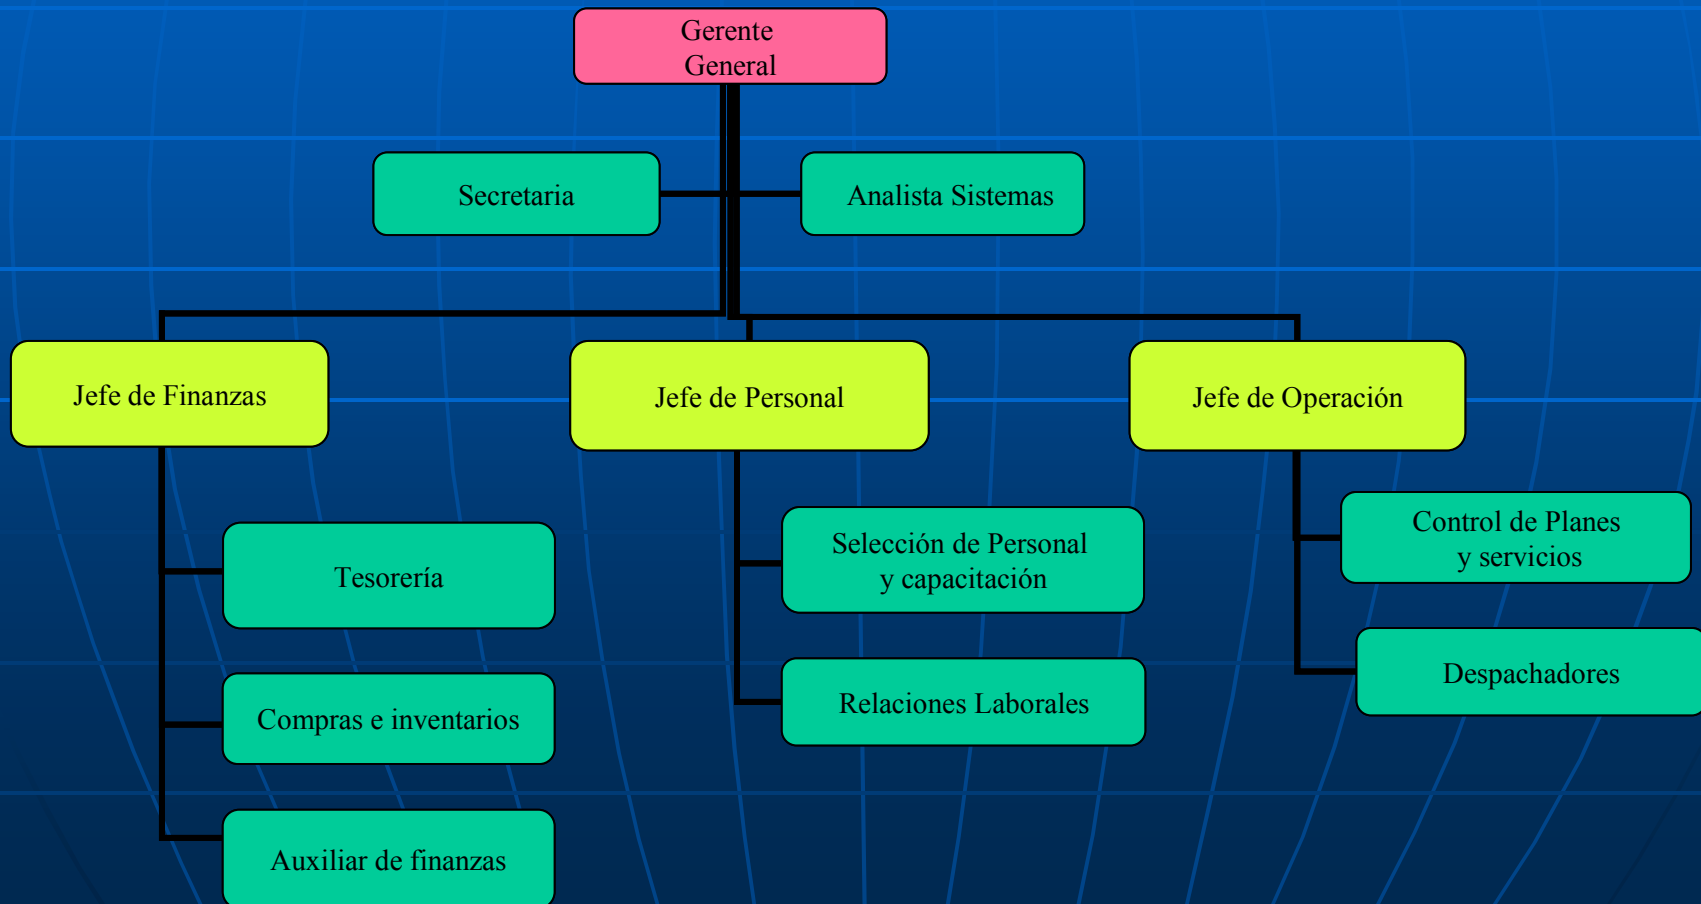 Gerente
General
Secretaria
Analista Sistemas
Jefe de Finanzas
Jefe de Personal
Jefe de Operación
Tesorería
Compras e inventarios
Auxiliar de finanzas
Selección de Personal
y capacitación
Relaciones Laborales
Control de Planes
y servicios
Despachadores